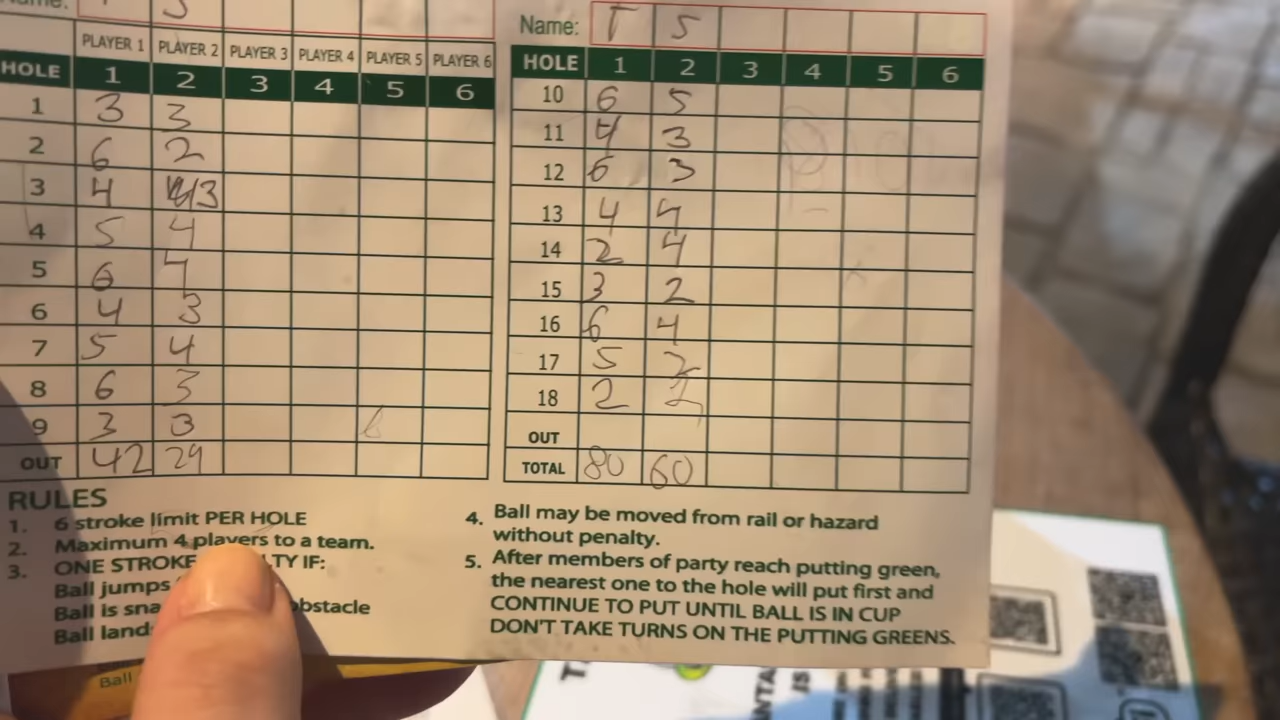 T S
PLAYER 1 PLAYER 2 PLAYER 3 PLAYER 4 PLAYER 5 PLAYER 6
HOLE 1 2 3 4 5 6
1 3 3
2 6 2
3 4 3
4 5 4
5 6 4
6 4 3
7 5 4
8 6 3
9 3 3
OUT 42 29
RULES
1. 6 stroke limit PER HOLE
2. Maximum 4 players to a team.
3. ONE STROKE TY IF:
Ball jumps
Ball is sna obstacle
Ball land
Name: T S
HOLE 1 2 3 4 5 6
10 6 5
11 4 3
12 6 3
13 4 4
14 2 4
15 3 2
16 6 4
17 5 2
18 2
OUT
TOTAL 80 60
4. Ball may be moved from rail or hazard
without penalty.
5. After members of party reach putting green,
the nearest one to the hole will put first and
CONTINUE TO PUT UNTIL BALL IS IN CUP
DON'T TAKE TURNS ON THE PUTTING GREENS.
Ball